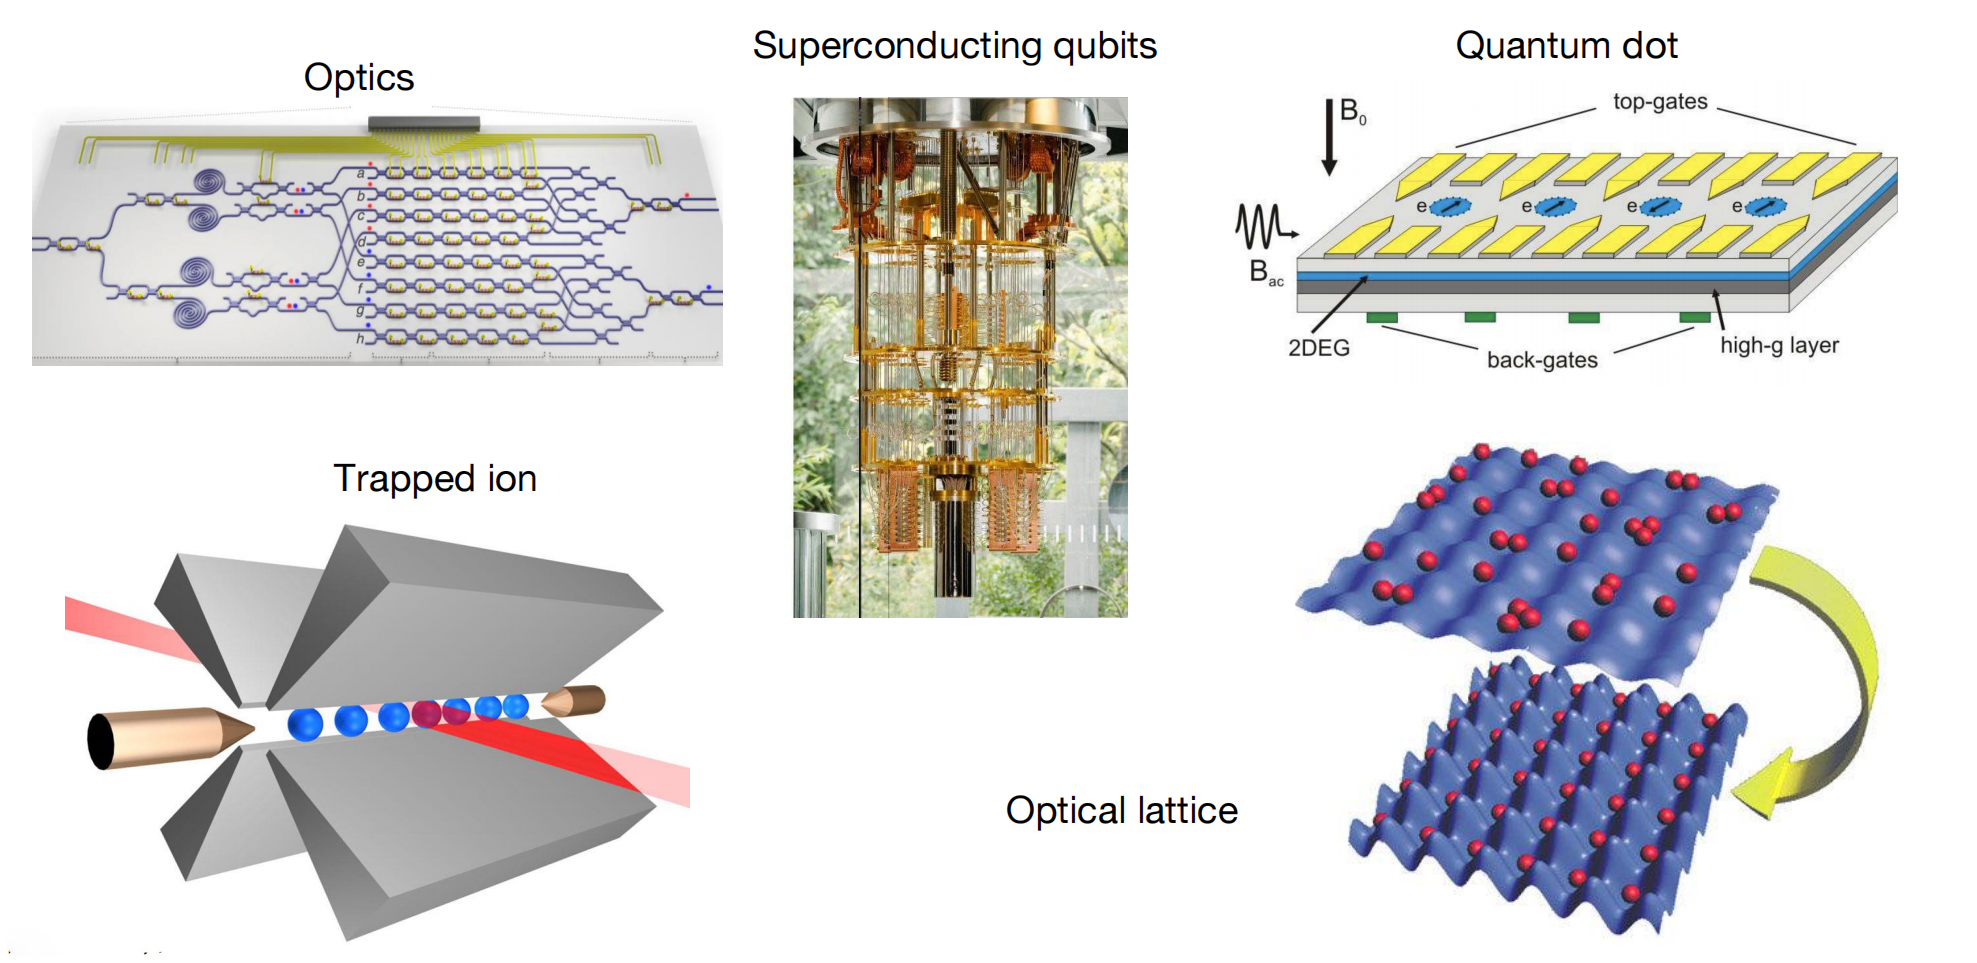 Optics
a
b
c
d
e
f
g
h
Superconducting qubits
Quantum dot
top-gates
B0
e
e
e
e
Bac
2DEG
back-gates
high-g layer
Trapped ion
Optical lattice